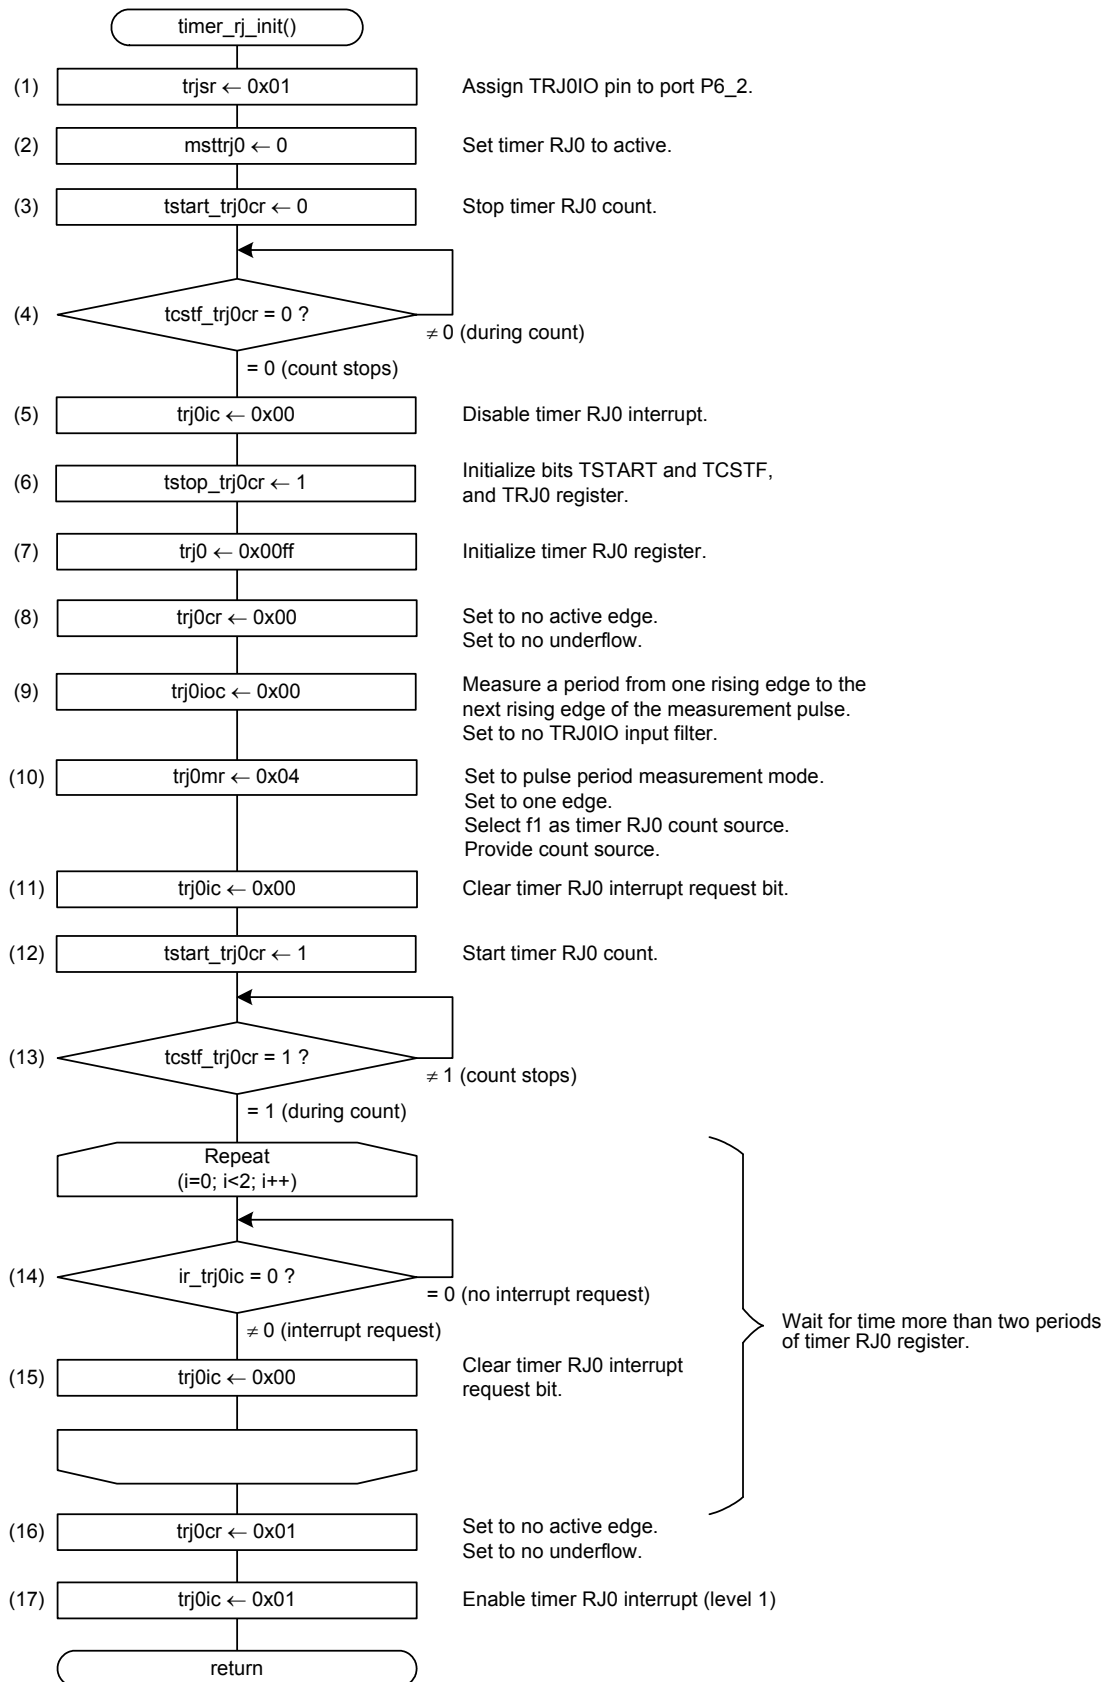 timer_rj_init()
(1)
trjsr ← 0x01
Assign TRJ0IO pin to port P6_2.
(2)
msttrj0 ← 0
Set timer RJ0 to active.
(3)
tstart_trj0cr ← 0
Stop timer RJ0 count.
(4)
tcstf_trj0cr = 0 ?
≠ 0 (during count)
= 0 (count stops)
(5)
trj0ic ← 0x00
Disable timer RJ0 interrupt.
(6)
tstop_trj0cr ← 1
Initialize bits TSTART and TCSTF,
and TRJ0 register.
(7)
trj0 ← 0x00ff
Initialize timer RJ0 register.
(8)
trj0cr ← 0x00
Set to no active edge.
Set to no underflow.
(9)
trj0ioc ← 0x00
Measure a period from one rising edge to the
next rising edge of the measurement pulse.
Set to no TRJ0IO input filter.
(10)
trj0mr ← 0x04
Set to pulse period measurement mode.
Set to one edge.
Select f1 as timer RJ0 count source.
Provide count source.
(11)
trj0ic ← 0x00
Clear timer RJ0 interrupt request bit.
(12)
tstart_trj0cr ← 1
Start timer RJ0 count.
(13)
tcstf_trj0cr = 1 ?
≠ 1 (count stops)
= 1 (during count)
Repeat
(i=0; i<2; i++)
(14)
ir_trj0ic = 0 ?
= 0 (no interrupt request)
≠ 0 (interrupt request)
Wait for time more than two periods
of timer RJ0 register.
(15)
trj0ic ← 0x00
Clear timer RJ0 interrupt
request bit.
(16)
trj0cr ← 0x01
Set to no active edge.
Set to no underflow.
(17)
trj0ic ← 0x01
Enable timer RJ0 interrupt (level 1)
return